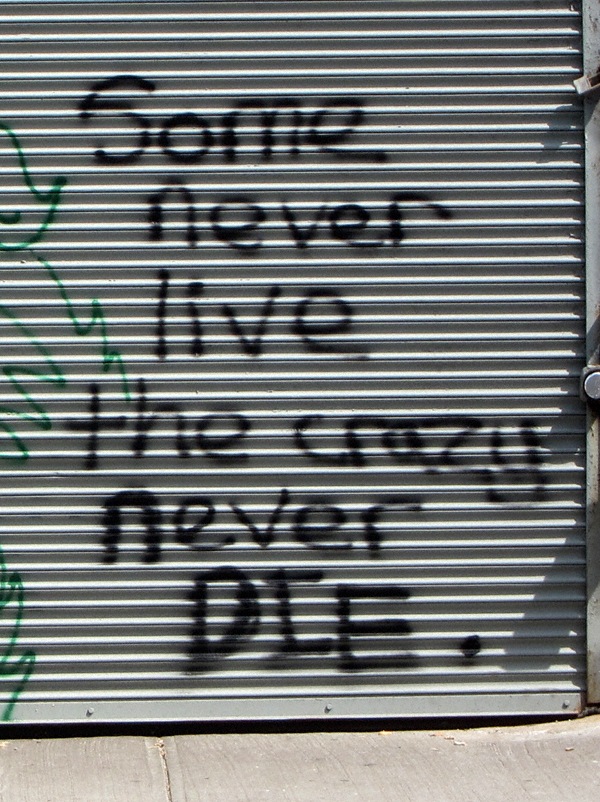 Some
never
live
the crazy
never
DIE.